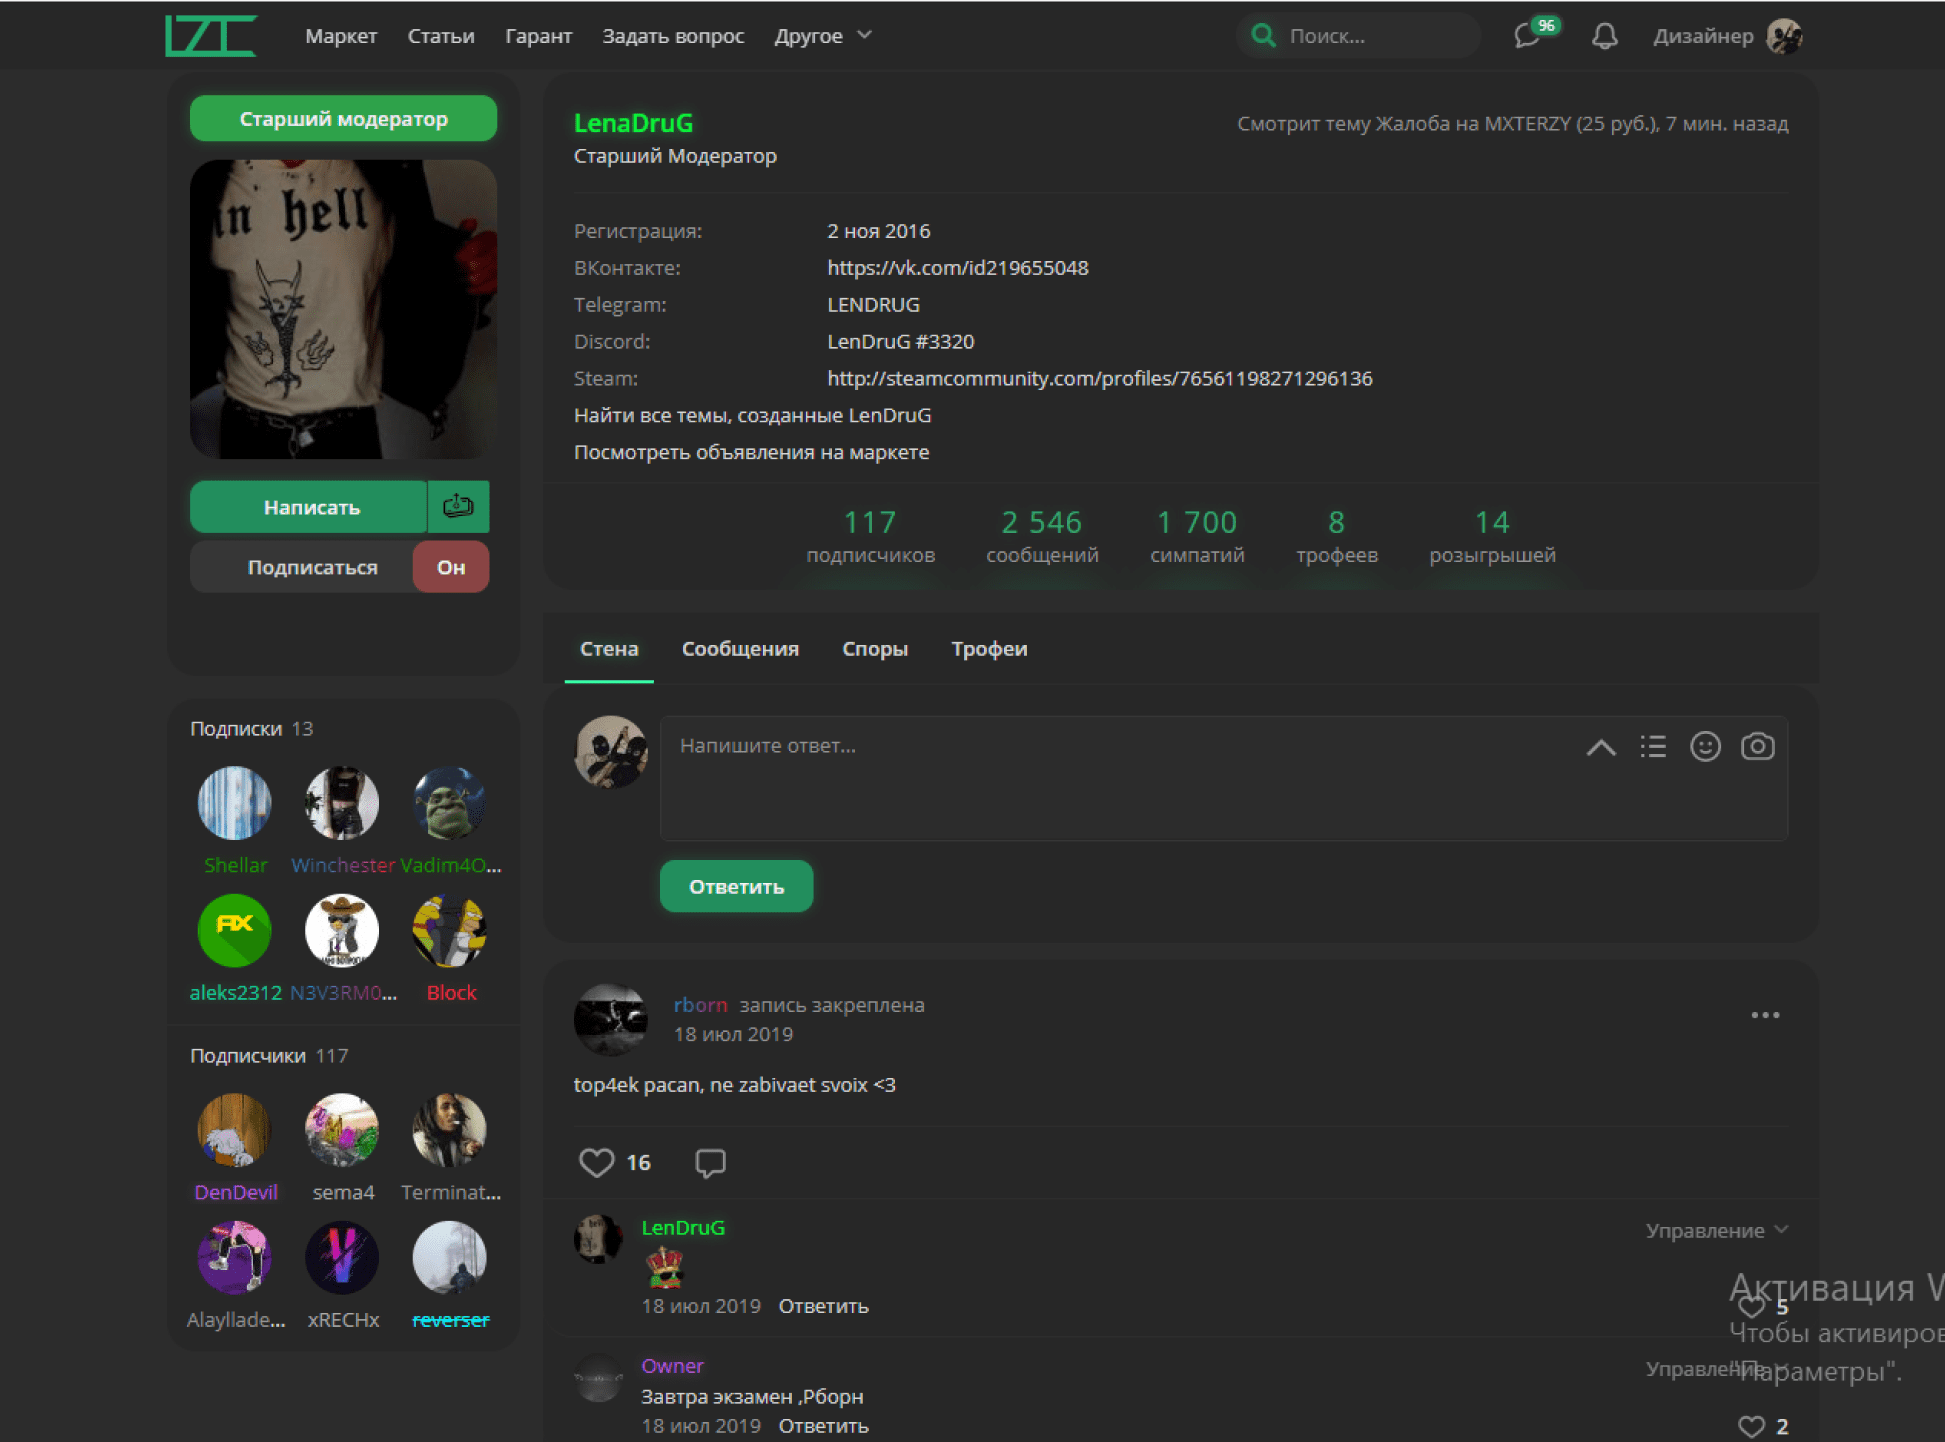 LZT
Маркет Статьи Гарант Задать вопрос Другое
Поиск...
96
Дизайнер
Старший модератор
in hell
Написать
Подписаться
Он
LenaDruG
Старший Модератор
Смотрит тему Жалоба на MXTERZY (25 руб.), 7 мин. назад
Регистрация: 2 ноя 2016
ВКонтакте: https://vk.com/id219655048
Telegram: LENDRUG
Discord: LenDruG #3320
Steam: http://steamcommunity.com/profiles/76561198271296136
Найти все темы, созданные LenDruG
Посмотреть объявления на маркете
117 2 546 1 700 8 14
подписчиков сообщений симпатий трофеев розыгрышей
Стена Сообщения Споры Трофеи
Напишите ответ...
Ответить
Подписки 13
Shellar Winchester Vadim4O...
AX
aleks2312 N3V3RM0... Block
Подписчики 117
DenDevil sema4 Terminat...
Alayllade... xRECHx reverser
rborn запись закреплена
18 июл 2019
top4ek pacan, ne zabivaet svoix <3
16
LenDruG
Управление
18 июл 2019 Ответить
5
Owner
Управление
Завтра экзамен ,Рборн
18 июл 2019 Ответить
2
Активация W
Чтобы активиров
"Параметры".